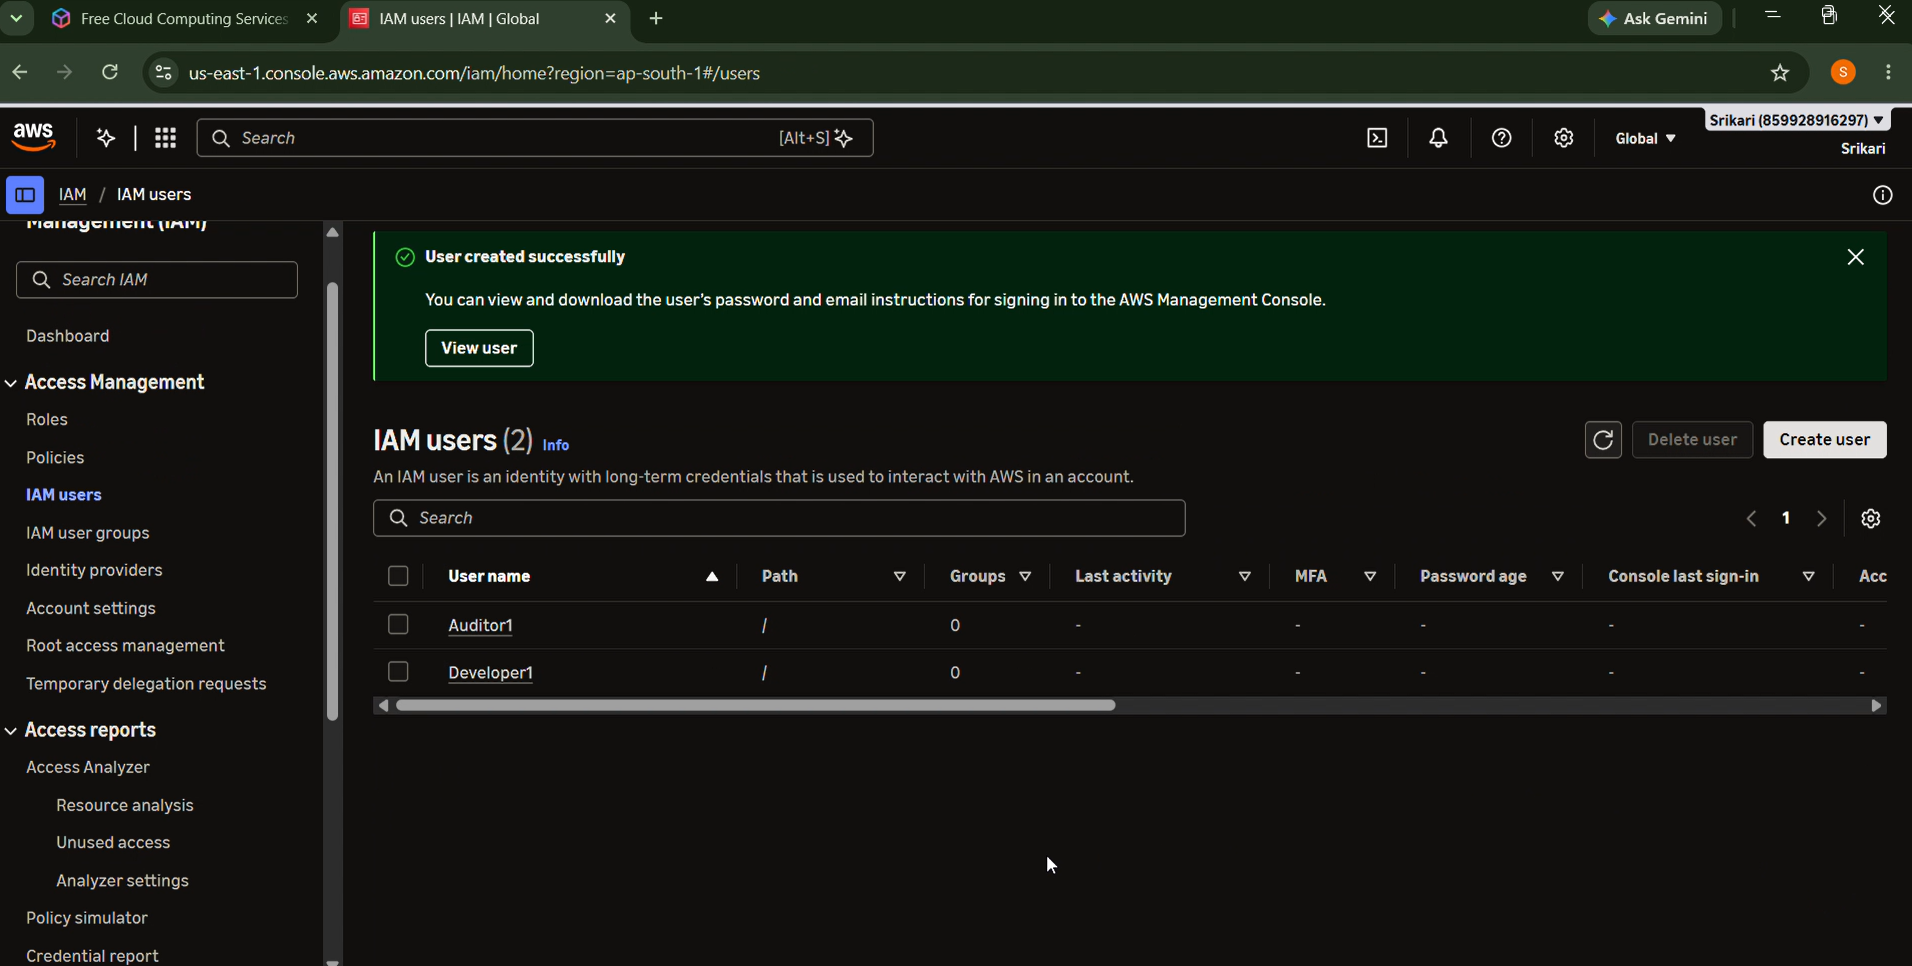 Free Cloud Computing Services
IAM users | IAM | Global
Ask Gemini
us-east-1.console.aws.amazon.com/iam/home?region=ap-south-1#/users
S
aws
Search
[Alt+S]
Global
Srikari (859928916297)
Srikari
IAM / IAM users
Management (IAM)
Search IAM
Dashboard
Access Management
Roles
Policies
IAM users
IAM user groups
Identity providers
Account settings
Root access management
Temporary delegation requests
Access reports
Access Analyzer
Resource analysis
Unused access
Analyzer settings
Policy simulator
Credential report
User created successfully
You can view and download the user's password and email instructions for signing in to the AWS Management Console.
View user
IAM users (2) Info
Delete user
Create user
An IAM user is an identity with long-term credentials that is used to interact with AWS in an account.
Search
1
User name Path Groups Last activity MFA Password age Console last sign-in Acc
Auditor1 / 0 - - - - -
Developer1 / 0 - - - - -